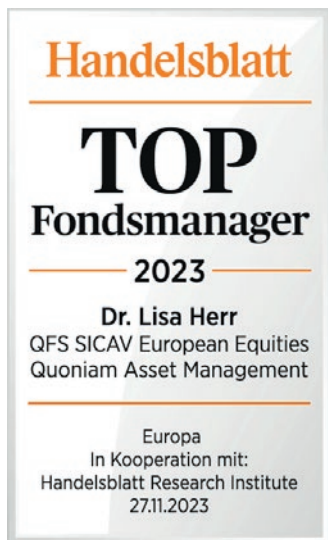 Handelsblatt
TOP
Fondsmanager
2023
Dr. Lisa Herr
QFS SICAV European Equities
Quoniam Asset Management
Europa
In Kooperation mit:
Handelsblatt Research Institute
27.11.2023